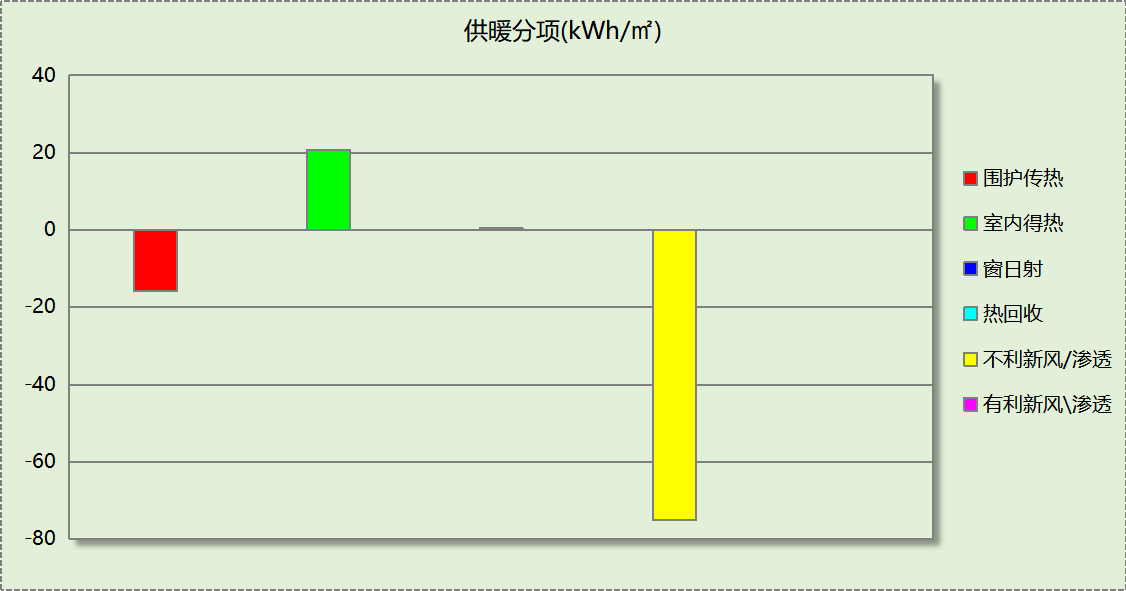 供暖分项(kWh/㎡)
40
20
0
-20
-40
-60
-80
围护传热
室内得热
窗日射
热回收
不利新风/渗透
有利新风\渗透